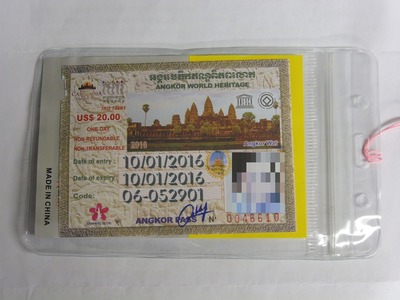 ANGKOR WORLD HERITAGE
US$ 20.00
ONE DAY
NON-REFUNDABLE
NON-TRANSFERABLE
2016
Angkor Wat
Date of entry: 10/01/2016
Date of expiry: 10/01/2016
Code: 06-052901
ANGKOR PASS N° 0048610
MADE IN CHINA